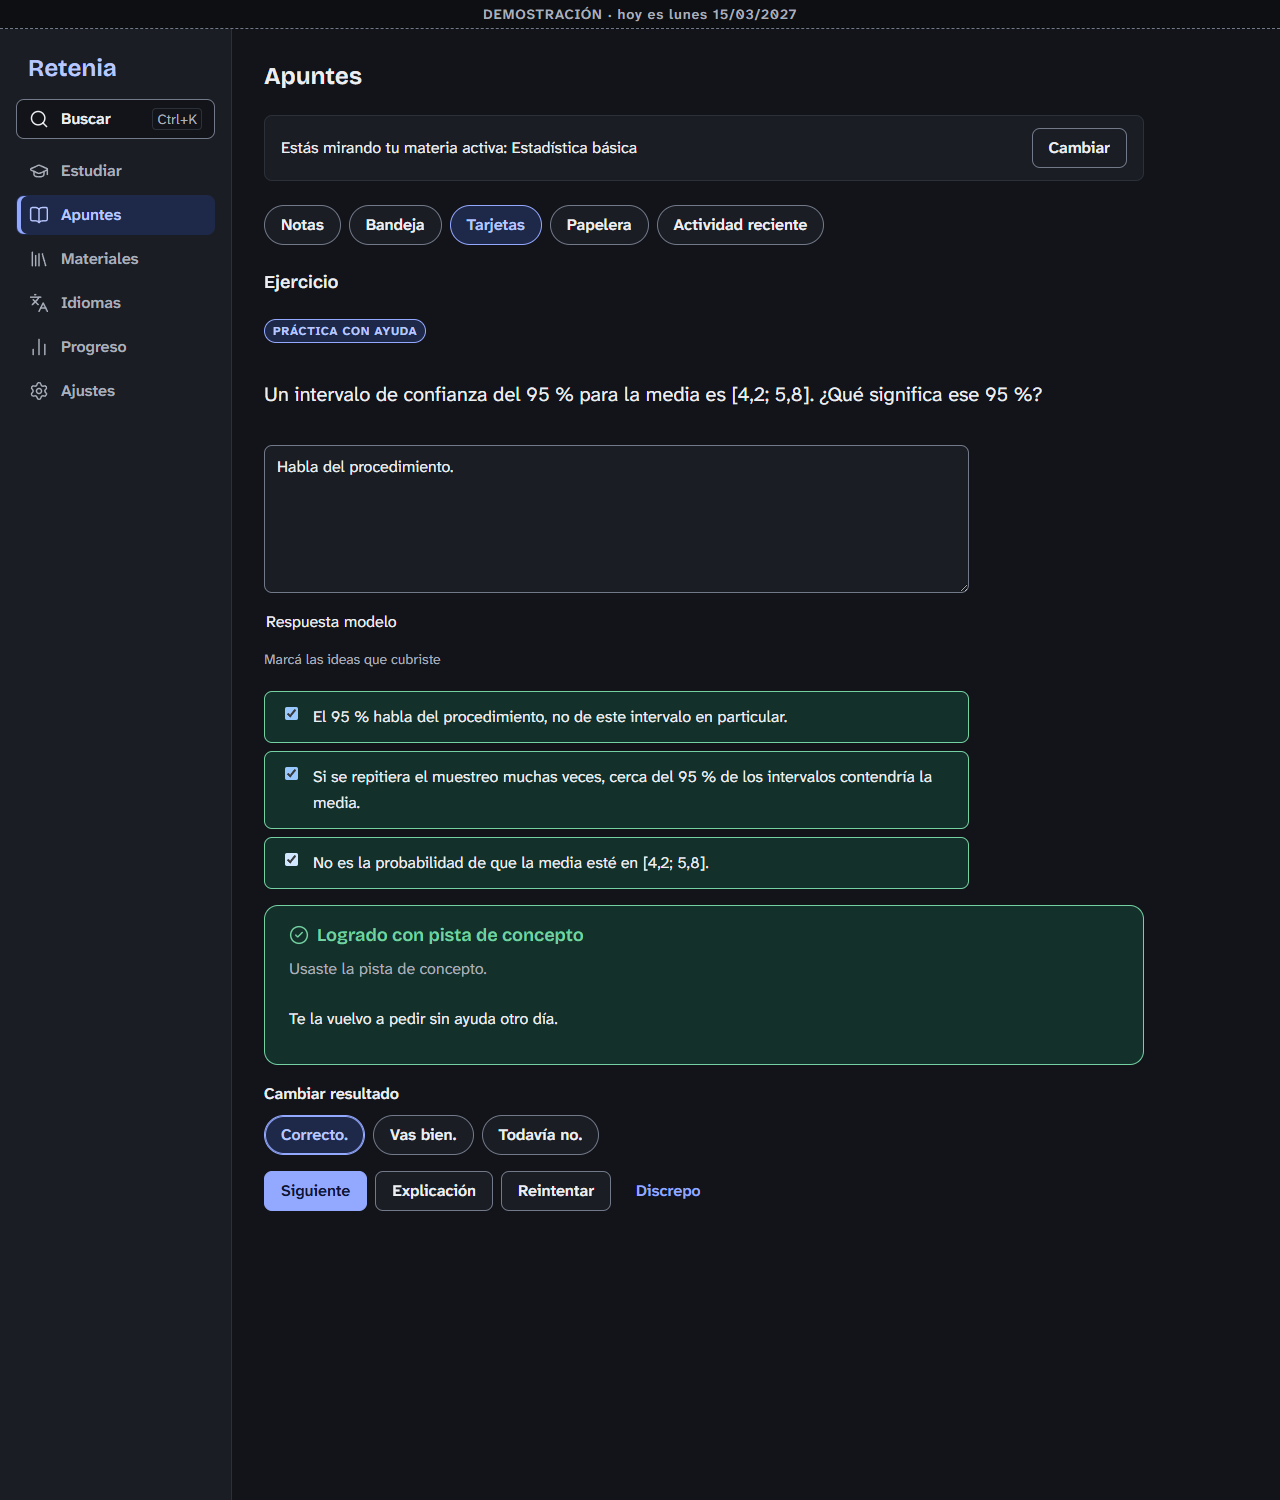 DEMOSTRACIÓN · hoy es lunes 15/03/2027
Retenia
Buscar Ctrl+K
Estudiar
Apuntes
Materiales
Idiomas
Progreso
Ajustes
Apuntes
Estás mirando tu materia activa: Estadística básica
Cambiar
Notas Bandeja Tarjetas Papelera Actividad reciente
Ejercicio
PRÁCTICA CON AYUDA
Un intervalo de confianza del 95 % para la media es [4,2; 5,8]. ¿Qué significa ese 95 %?
Habla del procedimiento.
Respuesta modelo
Marcá las ideas que cubriste
El 95 % habla del procedimiento, no de este intervalo en particular.
Si se repitiera el muestreo muchas veces, cerca del 95 % de los intervalos contendría la
media.
No es la probabilidad de que la media esté en [4,2; 5,8].
Logrado con pista de concepto
Usaste la pista de concepto.
Te la vuelvo a pedir sin ayuda otro día.
Cambiar resultado
Correcto. Vas bien. Todavía no.
Siguiente Explicación Reintentar Discrepo